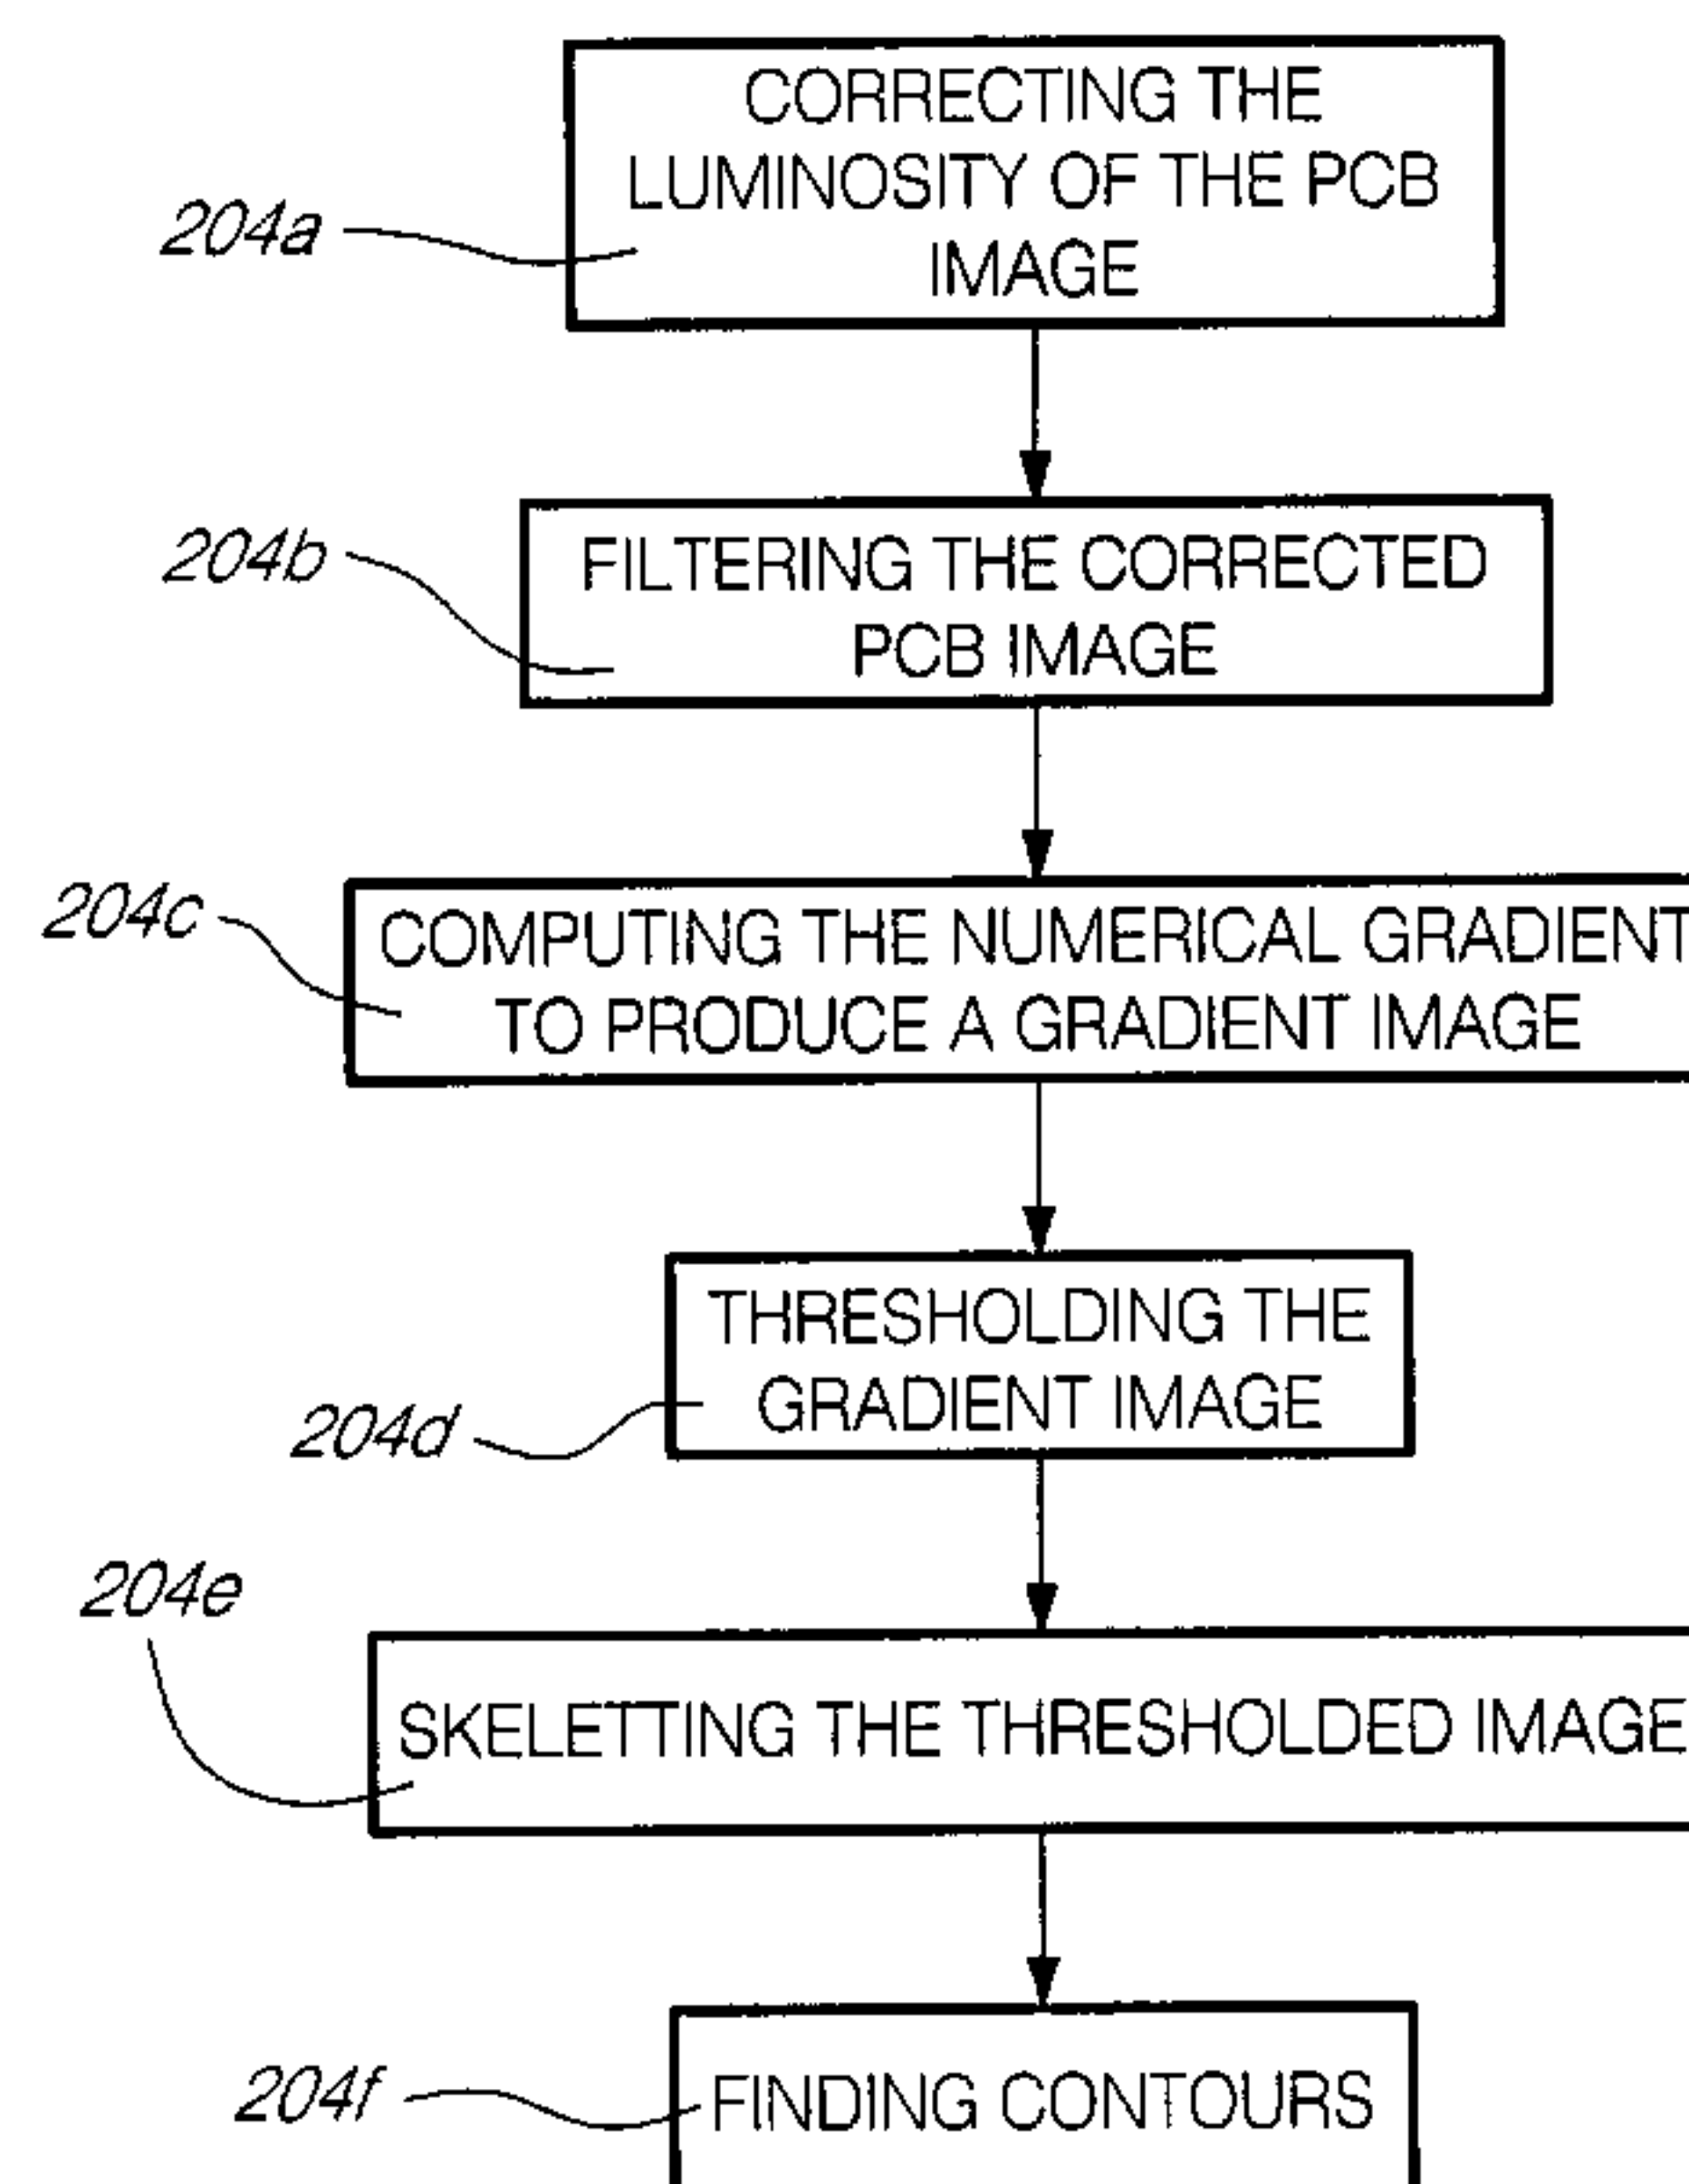 CORRECTING THE
LUMINOSITY OF THE PCB
IMAGE
204a
204b
FILTERING THE CORRECTED
PCB IMAGE
204c
COMPUTING THE NUMERICAL GRADIENT
TO PRODUCE A GRADIENT IMAGE
THRESHOLDING THE
GRADIENT IMAGE
204d
204e
SKELETTING THE THRESHOLDED IMAGE
204f
FINDING CONTOURS